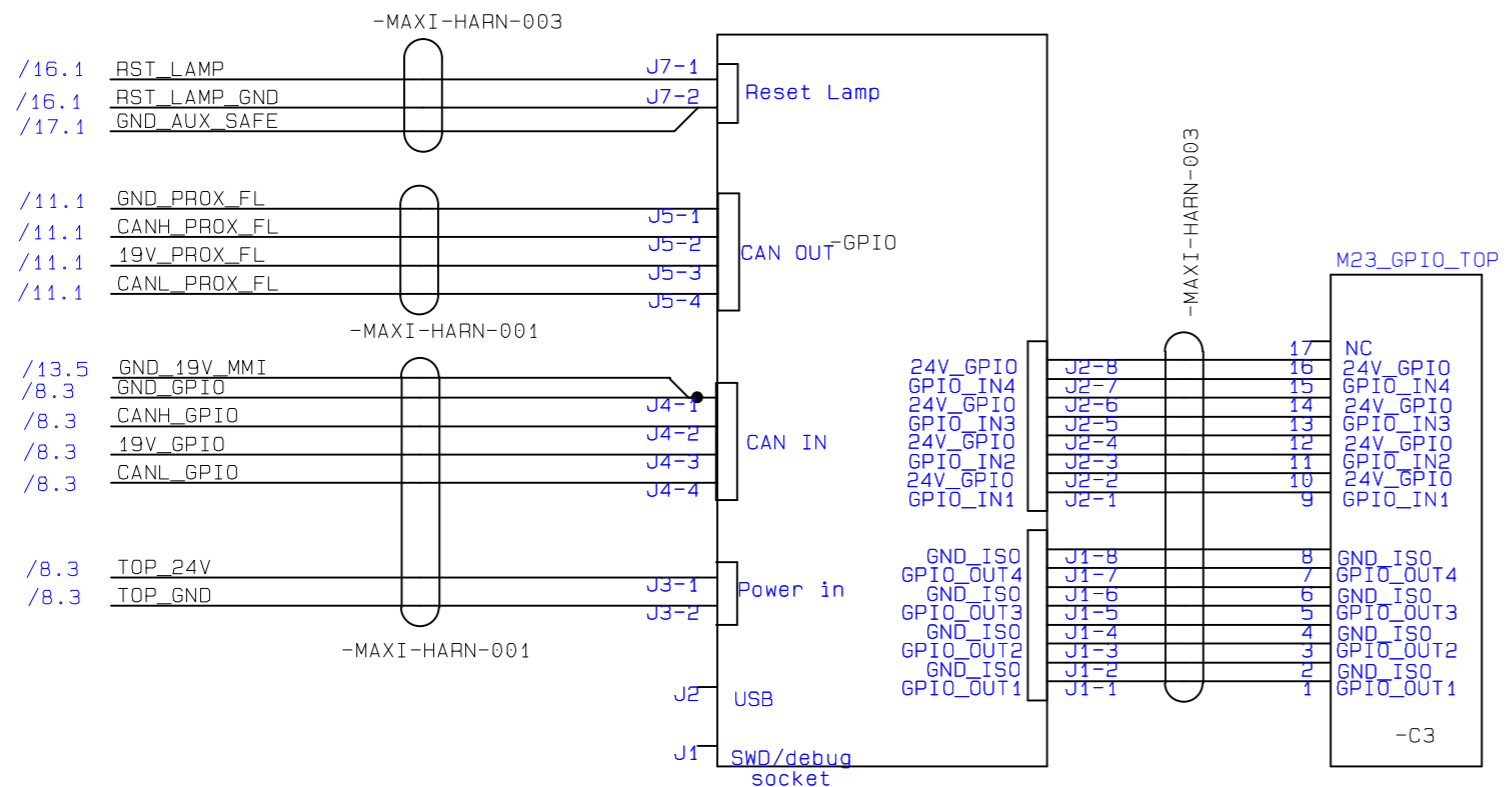 -MAXI-HARN-003
/16.1 RST_LAMP J7-1
/16.1 RST_LAMP_GND J7-2
/17.1 GND_AUX_SAFE
Reset Lamp
/11.1 GND_PROX_FL J5-1
/11.1 CANH_PROX_FL J5-2
/11.1 19V_PROX_FL J5-3
/11.1 CANL_PROX_FL J5-4
CAN OUT
-GPIO
-MAXI-HARN-001
/13.5 GND_19V_MMI
/8.3 GND_GPIO J4-1
/8.3 CANH_GPIO J4-2
/8.3 19V_GPIO J4-3
/8.3 CANL_GPIO J4-4
CAN IN
/8.3 TOP_24V J3-1
/8.3 TOP_GND J3-2
Power in
-MAXI-HARN-001
J2 USB
J1 SWD/debug
socket
-MAXI-HARN-003
M23_GPIO_TOP
17 NC
24V_GPIO J2-8 16 24V_GPIO
GPIO_IN4 J2-7 15 GPIO_IN4
24V_GPIO J2-6 14 24V_GPIO
GPIO_IN3 J2-5 13 GPIO_IN3
24V_GPIO J2-4 12 24V_GPIO
GPIO_IN2 J2-3 11 GPIO_IN2
24V_GPIO J2-2 10 24V_GPIO
GPIO_IN1 J2-1 9 GPIO_IN1
GND_ISO J1-8 8 GND_ISO
GPIO_OUT4 J1-7 7 GPIO_OUT4
GND_ISO J1-6 6 GND_ISO
GPIO_OUT3 J1-5 5 GPIO_OUT3
GND_ISO J1-4 4 GND_ISO
GPIO_OUT2 J1-3 3 GPIO_OUT2
GND_ISO J1-2 2 GND_ISO
GPIO_OUT1 J1-1 1 GPIO_OUT1
-C3